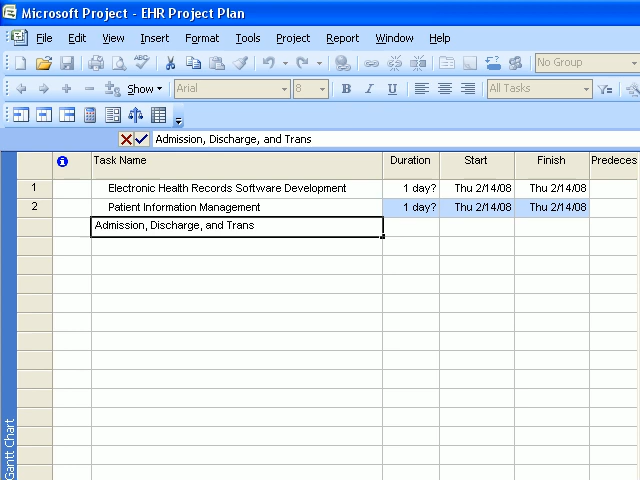 Microsoft Project - EHR Project Plan
File Edit View Insert Format Tools Project Report Window Help
ABC No Group
Show Arial 8 B I U All Tasks Y=
Admission, Discharge, and Trans
i Task Name Duration Start Finish Predeces
1 Electronic Health Records Software Development 1 day? Thu 2/14/08 Thu 2/14/08
2 Patient Information Management 1 day? Thu 2/14/08 Thu 2/14/08
Admission, Discharge, and Trans
Gantt Chart